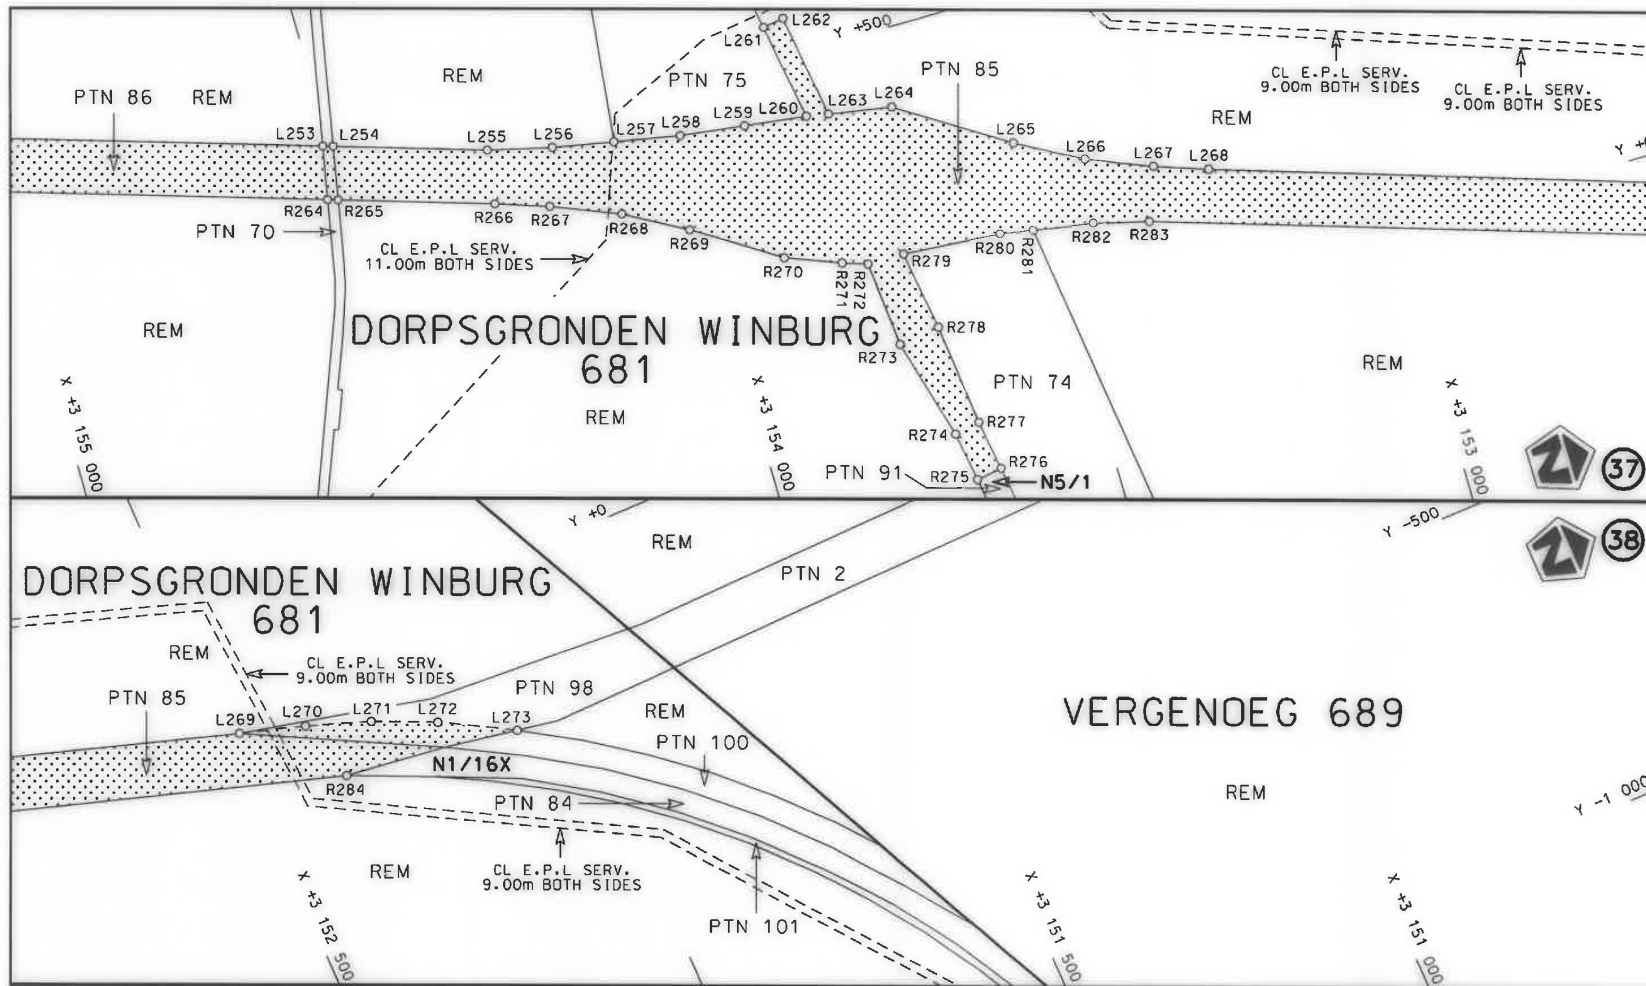 L262
L261
Y +500
PTN 86
REM
REM
PTN 75
PTN 85
CL E.P.L SERV.
9.00m BOTH SIDES
CL E.P.L SERV.
9.00m BOTH SIDES
REM
L253
L254
L255
L256
L257
L258
L259
L260
L263
L264
L265
L266
L267
L268
R264
R265
R266
R267
R268
R269
R270
R271
R272
R279
R280
R281
R282
R283
PTN 70
CL E.P.L SERV.
11.00m BOTH SIDES
REM
DORPSGRONDEN WINBURG
681
R278
R273
REM
PTN 74
REM
X +3 155 000
X +3 154 000
X +3 153 000
R277
R274
R276
PTN 91
R275
N5/1
37
Y +0
REM
Y -500
38
DORPSGRONDEN WINBURG
681
PTN 2
REM
CL E.P.L SERV.
9.00m BOTH SIDES
PTN 98
PTN 85
L269
L270
L271
L272
L273
REM
PTN 100
VERGENOEG 689
N1/16X
R284
PTN 84
REM
Y -1 000
REM
CL E.P.L SERV.
9.00m BOTH SIDES
PTN 101
X +3 152 500
X +3 151 500
X +3 151 000